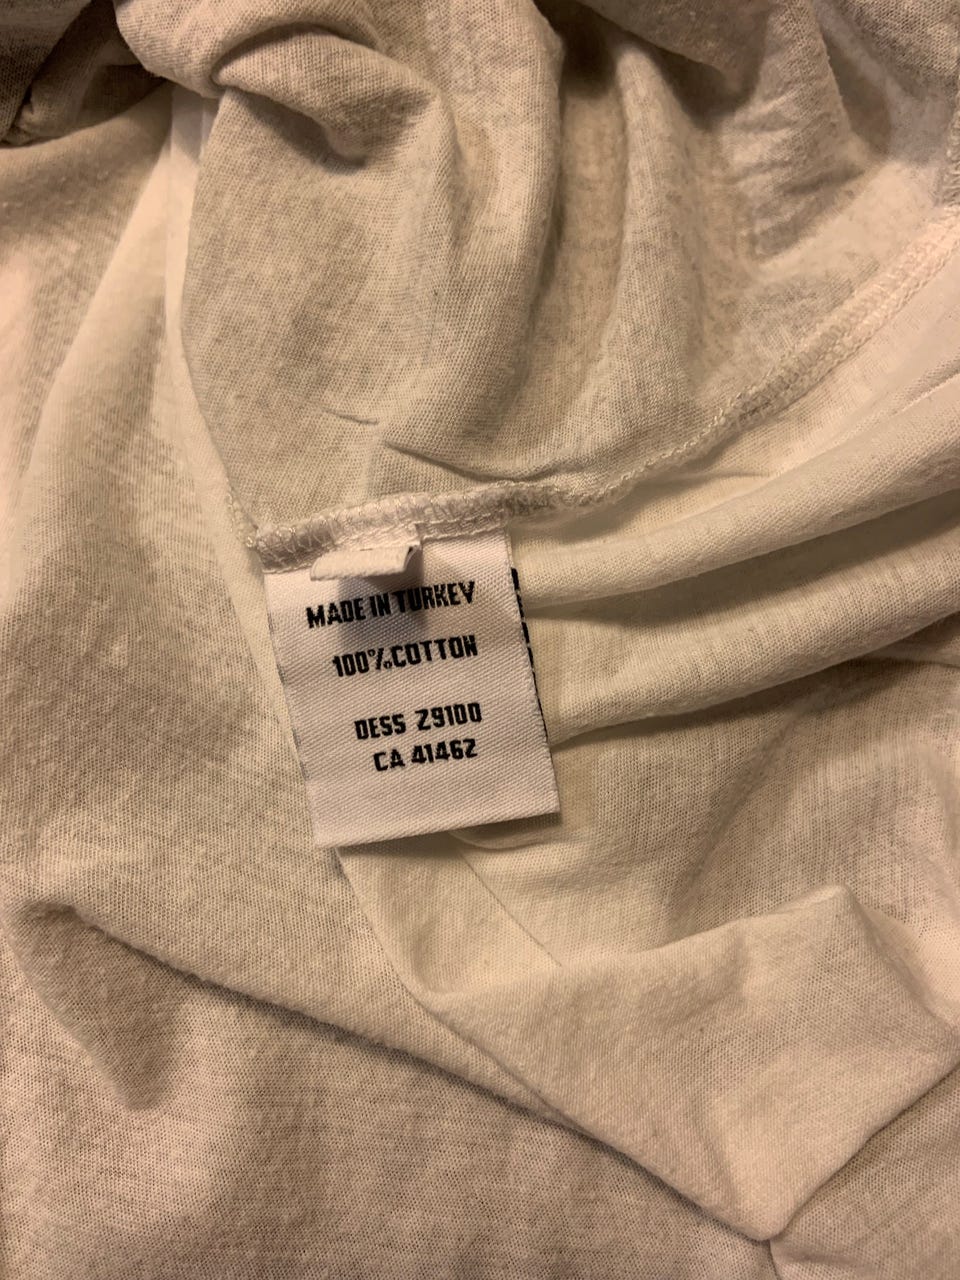 MADE IN TURKEY
100% COTTON
DESS Z9100
CA 41462